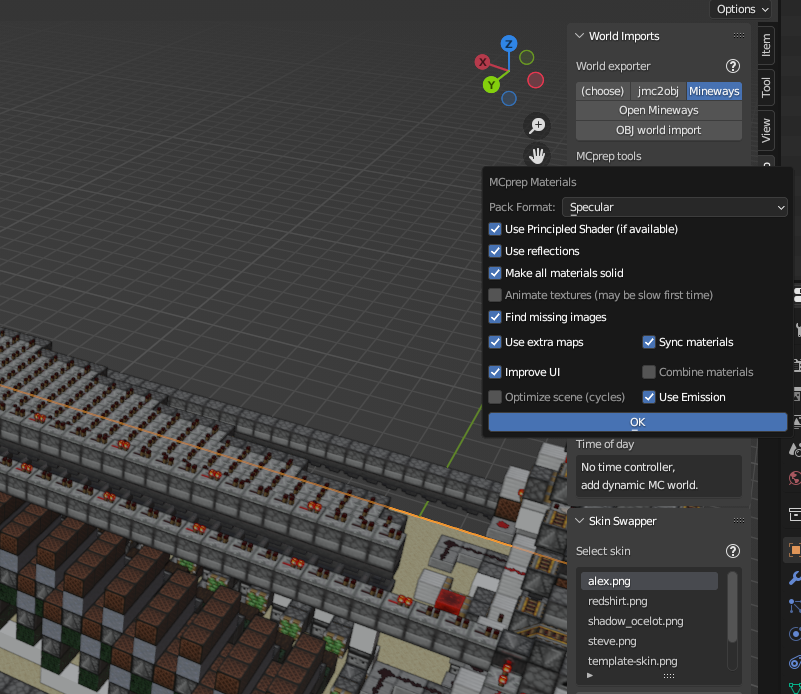 Options
World Imports
Item
World exporter
(choose) jmc2obj Mineways
Tool
Open Mineways
OBJ world import
View
MCprep tools
Z
X
Y
MCprep Materials
Pack Format: Specular
Use Principled Shader (if available)
Use reflections
Make all materials solid
Animate textures (may be slow first time)
Find missing images
Use extra maps Sync materials
Improve UI Combine materials
Optimize scene (cycles) Use Emission
OK
Time of day
No time controller,
add dynamic MC world.
Skin Swapper
Select skin
alex.png
redshirt.png
shadow_ocelot.png
steve.png
template-skin.png